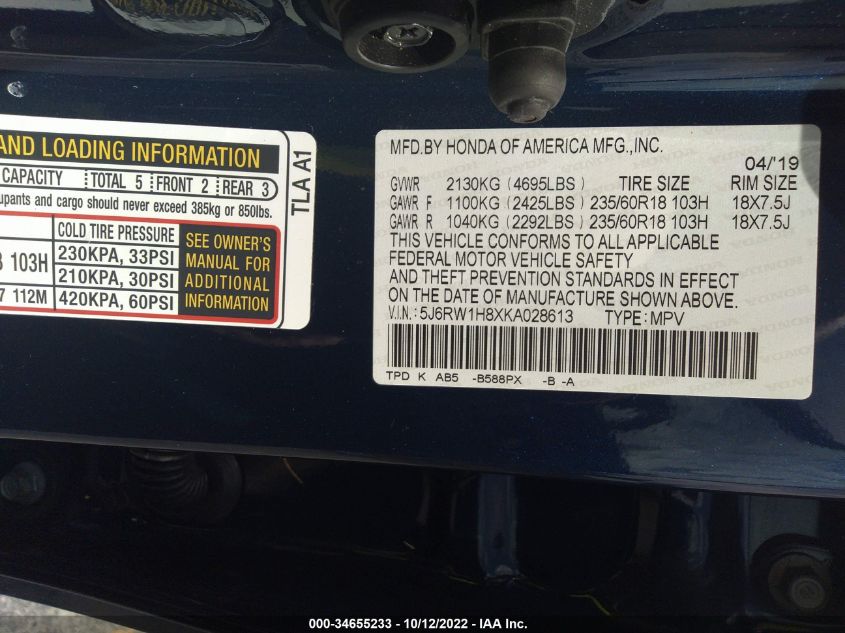 AND LOADING INFORMATION
CAPACITY TOTAL 5 FRONT 2 REAR 3
upants and cargo should never exceed 385kg or 850lbs.
COLD TIRE PRESSURE
SEE OWNER'S
MANUAL FOR
ADDITIONAL
INFORMATION
103H 230KPA, 33PSI
210KPA, 30PSI
112M 420KPA, 60PSI
TLA A1
MFD.BY HONDA OF AMERICA MFG.,INC.
04/'19
GVWR 2130KG (4695LBS) TIRE SIZE RIM SIZE
GAWR F 1100KG (2425LBS) 235/60R18 103H 18X7.5J
GAWR R 1040KG (2292LBS) 235/60R18 103H 18X7.5J
THIS VEHICLE CONFORMS TO ALL APPLICABLE
FEDERAL MOTOR VEHICLE SAFETY
AND THEFT PREVENTION STANDARDS IN EFFECT
ON THE DATE OF MANUFACTURE SHOWN ABOVE.
V.I.N.: 5J6RW1H8XKA028613 TYPE: MPV
TPD K AB5 -B588PX -B -A
000-34655233 - 10/12/2022 - IAA Inc.